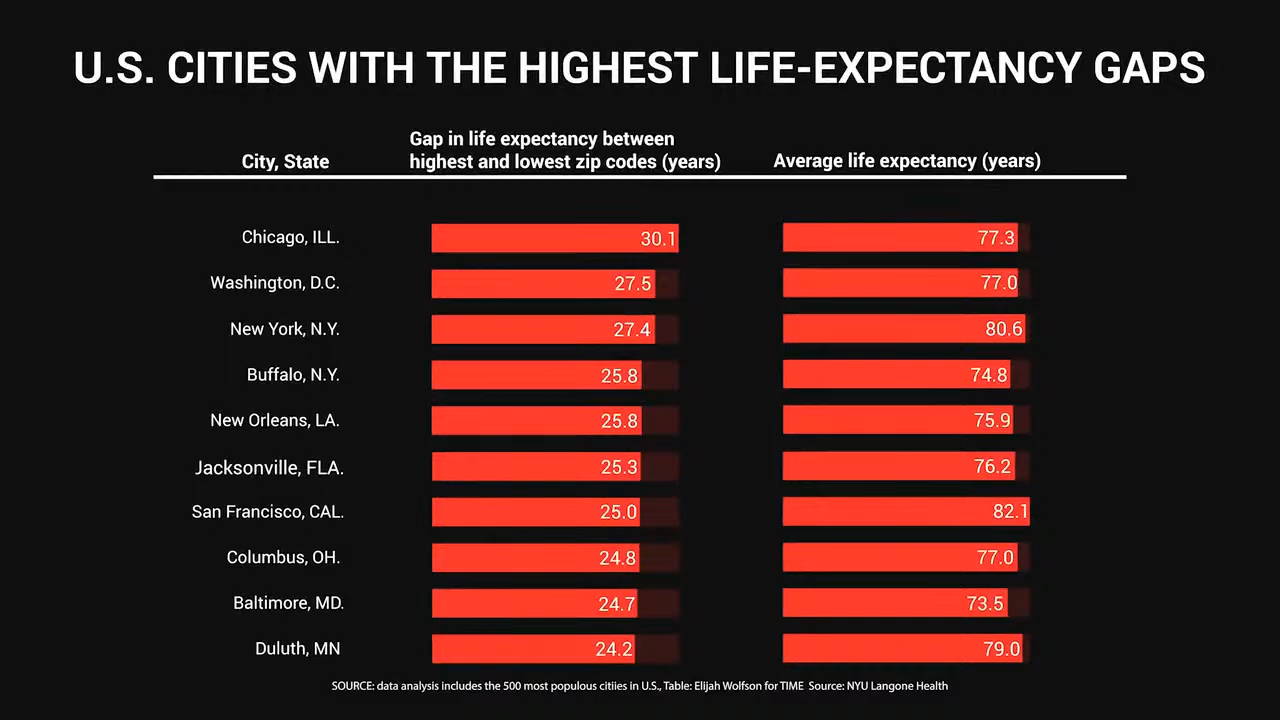 U.S. CITIES WITH THE HIGHEST LIFE-EXPECTANCY GAPS
City, State
Gap in life expectancy between
highest and lowest zip codes (years)
Average life expectancy (years)
Chicago, ILL. 30.1 77.3
Washington, D.C. 27.5 77.0
New York, N.Y. 27.4 80.6
Buffalo, N.Y. 25.8 74.8
New Orleans, LA. 25.8 75.9
Jacksonville, FLA. 25.3 76.2
San Francisco, CAL. 25.0 82.1
Columbus, OH. 24.8 77.0
Baltimore, MD. 24.7 73.5
Duluth, MN 24.2 79.0
SOURCE: data analysis includes the 500 most populous citiies in U.S., Table: Elijah Wolfson for TIME Source: NYU Langone Health